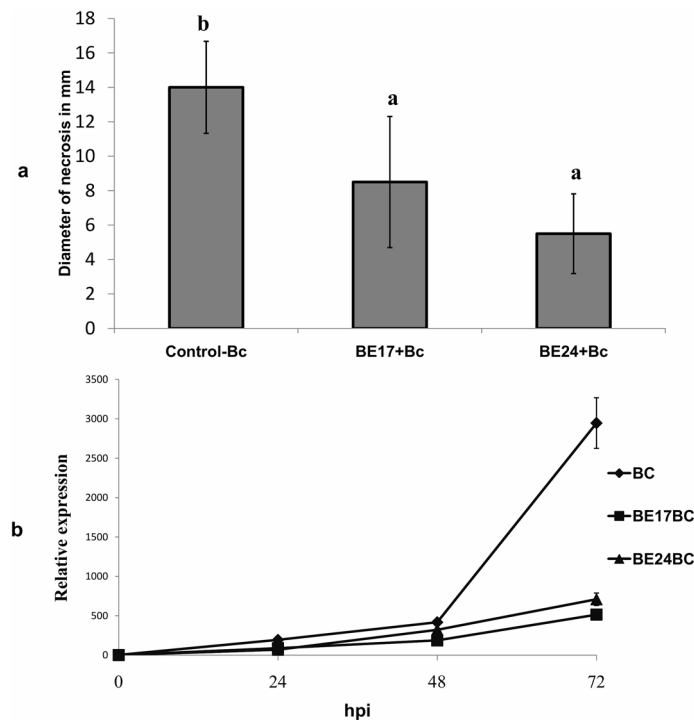 a
Diameter of necrosis in mm
18
16
14
12
10
8
6
4
2
0
b
a
a
Control-Bc
BE17+Bc
BE24+Bc
b
Relative expression
3500
3000
2500
2000
1500
1000
500
0
0
24
48
72
hpi
BC
BE17BC
BE24BC